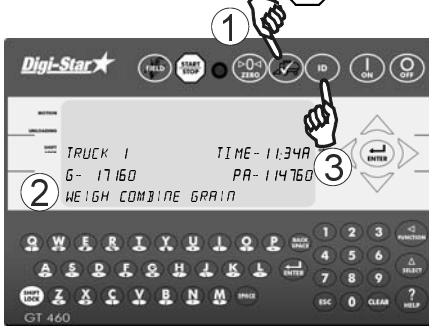 1
Digi-Star
FIELD
START
STOP
>0<
ZERO
ID
ON
OFF
MOTION
UNLOADING
SHIFT
LOCK
TRUCK 1 TIME-11:34A
G- 17160 PA-114760
WEIGH COMBINE GRAIN
2
3
ENTER
Q W E R T Y U I O P BACK SPACE 1 2 3 FUNCTION
A S D F G H J K L ENTER 4 5 6 SELECT
7 8 9
SHIFT LOCK Z X C V B N M SPACE ESC 0 CLEAR ? HELP
GT 460